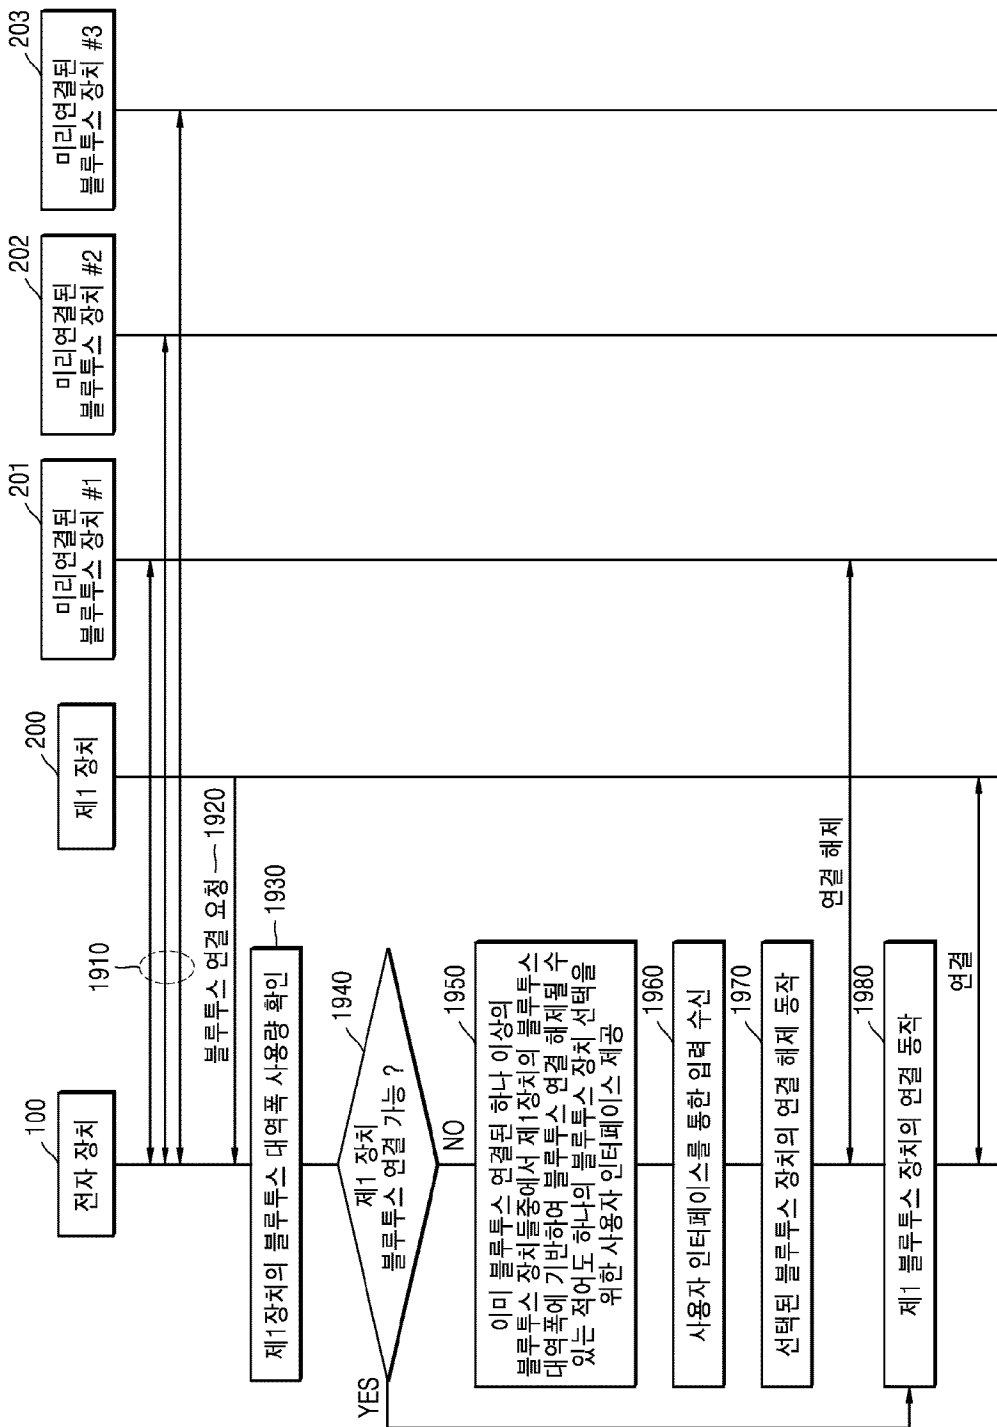 100
전자 장치
200
제1 장치
201
미리연결된
블루투스 장치 #1
202
미리연결된
블루투스 장치 #2
203
미리연결된
블루투스 장치 #3
1910
블루투스 연결 요청
1920
1930
제1장치의 블루투스 대역폭 사용량 확인
1940
제1 장치
블루투스 연결 가능 ?
YES
NO
1950
이미 블루투스 연결된 하나 이상의
블루투스 장치들중에서 제1장치의 블루투스
대역폭에 기반하여 블루투스 연결 해제될 수
있는 적어도 하나의 블루투스 장치 선택을
위한 사용자 인터페이스 제공
1960
사용자 인터페이스를 통한 입력 수신
1970
선택된 블루투스 장치의 연결 해제 동작
연결 해제
1980
제1 블루투스 장치의 연결 동작
연결